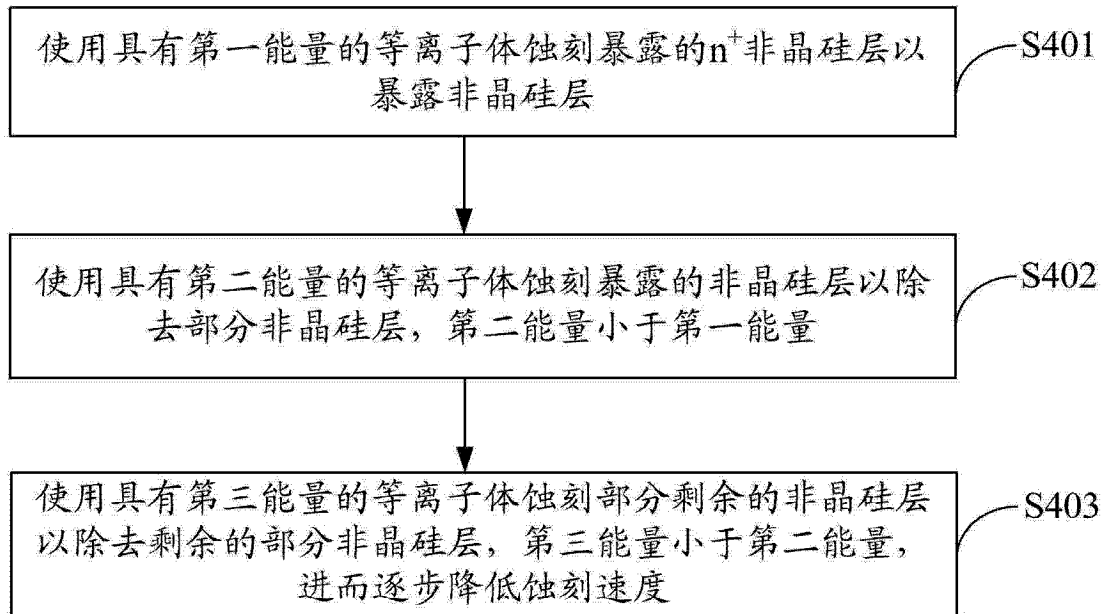 使用具有第一能量的等离子体蚀刻暴露的n⁺非晶硅层以
暴露非晶硅层
S401
使用具有第二能量的等离子体蚀刻暴露的非晶硅层以除
去部分非晶硅层，第二能量小于第一能量
S402
使用具有第三能量的等离子体蚀刻部分剩余的非晶硅层
以除去剩余的部分非晶硅层，第三能量小于第二能量，
进而逐步降低蚀刻速度
S403